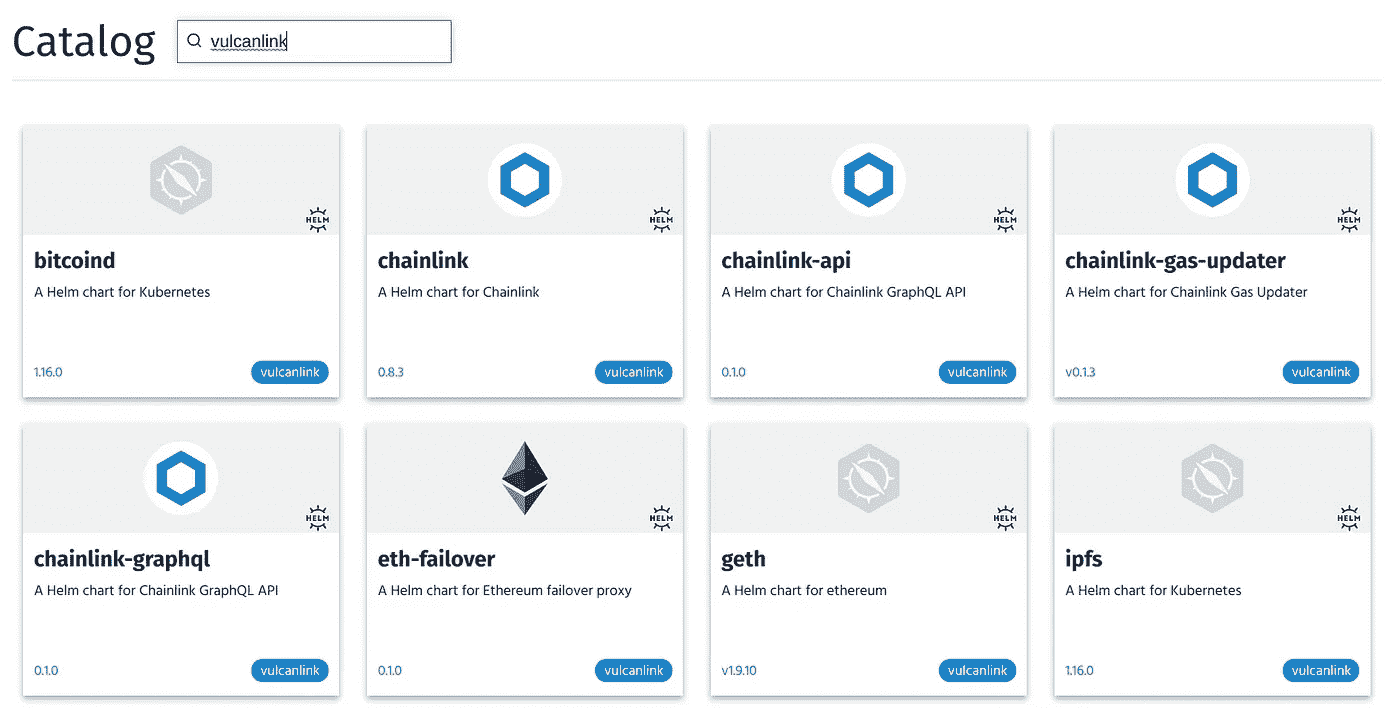 Catalog vulcanlink
HELM HELM HELM HELM
bitcoind chainlink chainlink-api chainlink-gas-updater
A Helm chart for Kubernetes A Helm chart for Chainlink A Helm chart for Chainlink GraphQL API A Helm chart for Chainlink Gas Updater
1.16.0 vulcanlink 0.8.3 vulcanlink 0.1.0 vulcanlink v0.1.3 vulcanlink
HELM HELM HELM HELM
chainlink-graphql eth-failover geth ipfs
A Helm chart for Chainlink GraphQL API A Helm chart for Ethereum failover proxy A Helm chart for ethereum A Helm chart for Kubernetes
0.1.0 vulcanlink 0.1.0 vulcanlink v1.9.10 vulcanlink 1.16.0 vulcanlink